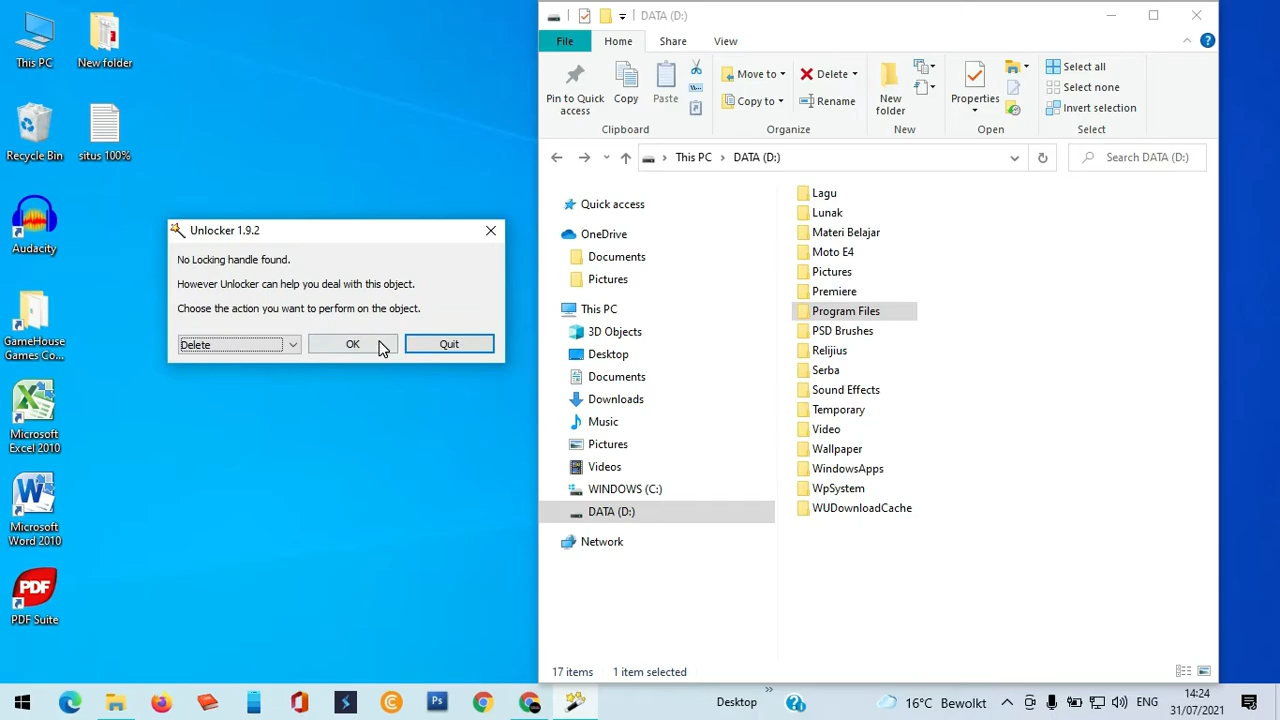 This PC
New folder
Recycle Bin
situs 100%
Audacity
GameHouse
Games Co...
Microsoft
Excel 2010
Microsoft
Word 2010
PDF
PDF Suite
Unlocker 1.9.2
No Locking handle found.
However Unlocker can help you deal with this object.
Choose the action you want to perform on the object.
Delete
OK
Quit
DATA (D:)
File
Home
Share
View
Pin to Quick
access
Copy
Paste
Move to
Copy to
Delete
Rename
New
folder
Properties
Select all
Select none
Invert selection
Clipboard
Organize
New
Open
Select
This PC > DATA (D:)
Search DATA (D:)
Quick access
OneDrive
Documents
Pictures
This PC
3D Objects
Desktop
Documents
Downloads
Music
Pictures
Videos
WINDOWS (C:)
DATA (D:)
Network
Lagu
Lunak
Materi Belajar
Moto E4
Pictures
Premiere
Program Files
PSD Brushes
Relijius
Serba
Sound Effects
Temporary
Video
Wallpaper
WindowsApps
WpSystem
WUDownloadCache
17 items 1 item selected
Ps
Desktop
16°C Bewolkt
ENG
14:24
31/07/2021